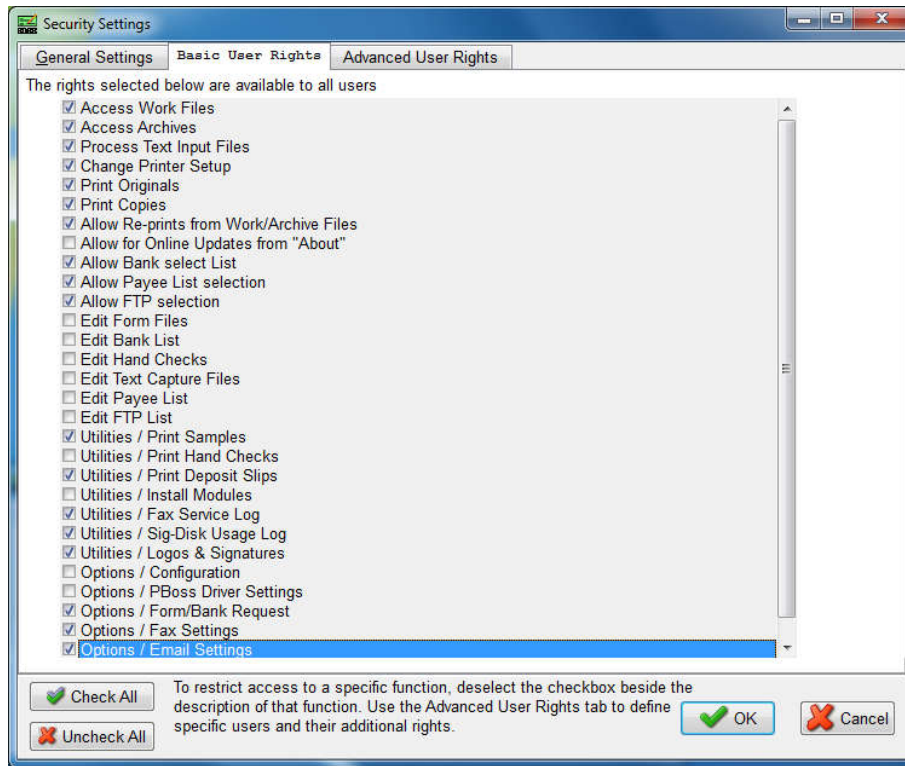 Security Settings
General Settings Basic User Rights Advanced User Rights
The rights selected below are available to all users
Access Work Files
Access Archives
Process Text Input Files
Change Printer Setup
Print Originals
Print Copies
Allow Re-prints from Work/Archive Files
Allow for Online Updates from "About"
Allow Bank select List
Allow Payee List selection
Allow FTP selection
Edit Form Files
Edit Bank List
Edit Hand Checks
Edit Text Capture Files
Edit Payee List
Edit FTP List
Utilities / Print Samples
Utilities / Print Hand Checks
Utilities / Print Deposit Slips
Utilities / Install Modules
Utilities / Fax Service Log
Utilities / Sig-Disk Usage Log
Utilities / Logos & Signatures
Options / Configuration
Options / PBoss Driver Settings
Options / Form/Bank Request
Options / Fax Settings
Options / Email Settings
Check All
Uncheck All
To restrict access to a specific function, deselect the checkbox beside the
description of that function. Use the Advanced User Rights tab to define
specific users and their additional rights.
OK
Cancel